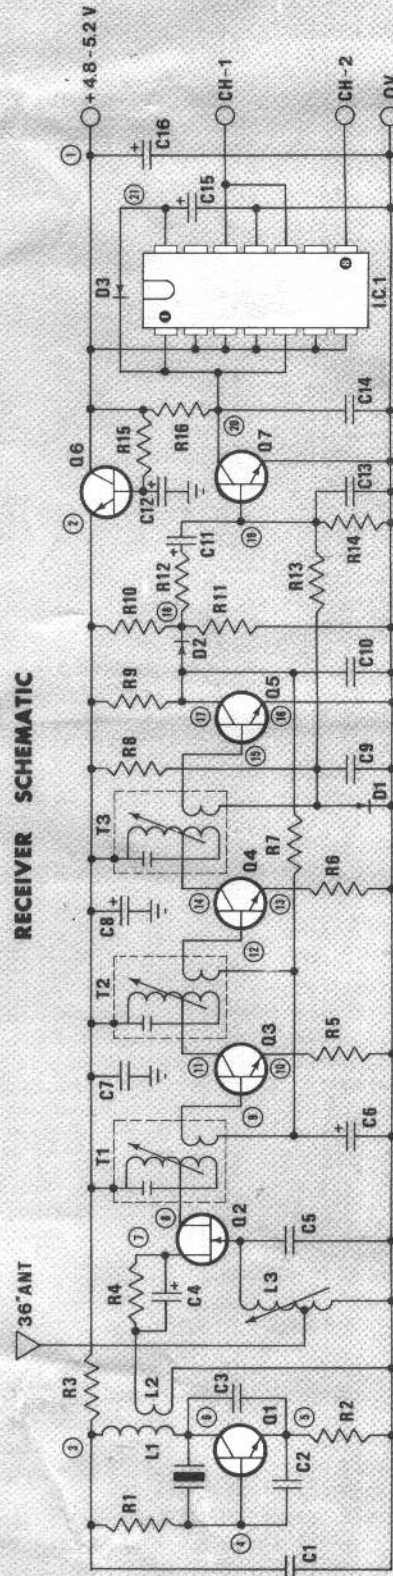 RECEIVER SCHEMATIC
36" ANT
+ 4.8 - 5.2 V
3
R3
T1
C7
T2
C8
T3
R8
R9
R10
2
Q6
1
R1
L1
L2
R4
7
C4
8
11
14
17
18
D2
R12
C11
C12
R15
R16
D3
21
C15
C16
CH-1
6
C3
Q1
4
C2
5
R2
C1
Q2
L3
C5
9
Q3
10
R5
C6
12
Q4
13
R6
R7
15
Q5
16
C9
D1
C10
R11
R13
19
Q7
20
R14
C13
C14
1
8
I.C.1
CH-2
0V